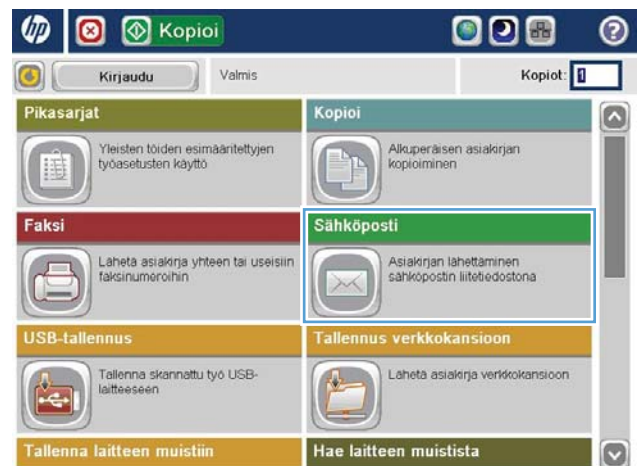 hp Kopioi ?
Kirjaudu Valmis Kopiot: 1
Pikasarjat
Yleisten töiden esimääritettyjen
työasetusten käyttö
Kopioi
Alkuperäisen asiakirjan
kopioiminen
Faksi
Lähetä asiakirja yhteen tai useisiin
faksinumeroihin
Sähköposti
Asiakirjan lähettäminen
sähköpostin liitetiedostona
USB-tallennus
Tallenna skannattu työ USB-
laitteeseen
Tallennus verkkokansioon
Lähetä asiakirja verkkokansioon
Tallenna laitteen muistiin
Hae laitteen muistista